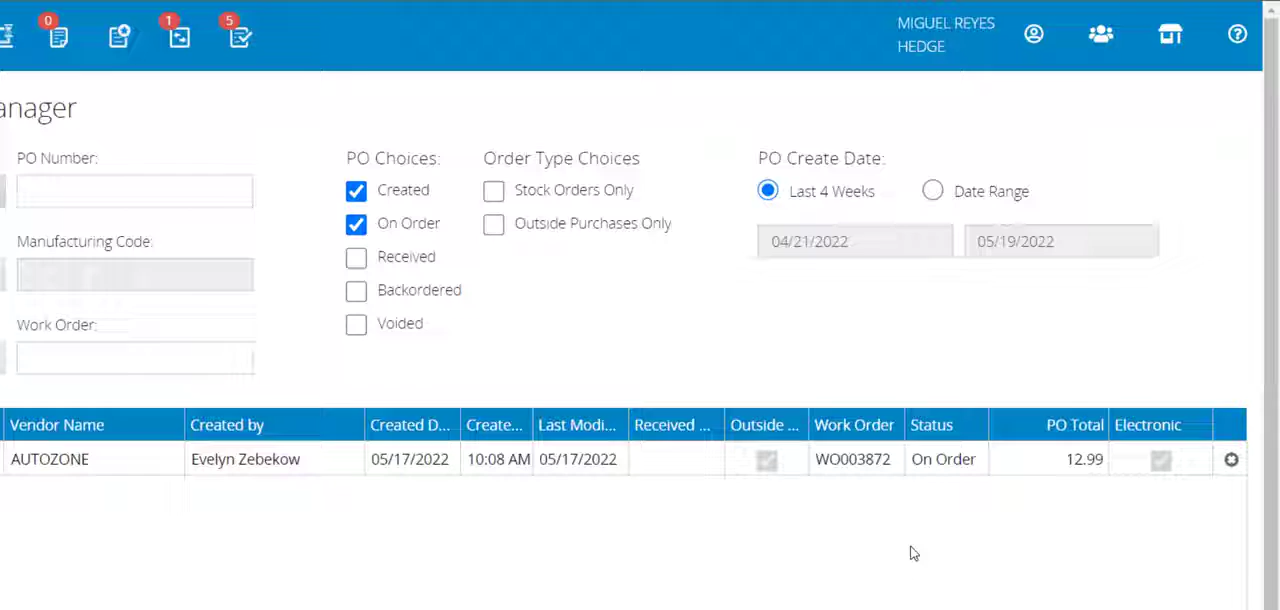 0
1
5
MIGUEL REYES
HEDGE
anager
PO Number:
PO Choices:
Order Type Choices
PO Create Date:
Created
Stock Orders Only
Last 4 Weeks
Date Range
On Order
Outside Purchases Only
Manufacturing Code:
04/21/2022
05/19/2022
Received
Backordered
Work Order:
Voided
Vendor Name Created by Created D... Create... Last Modi... Received ... Outside ... Work Order Status PO Total Electronic
AUTOZONE Evelyn Zebekow 05/17/2022 10:08 AM 05/17/2022 WO003872 On Order 12.99